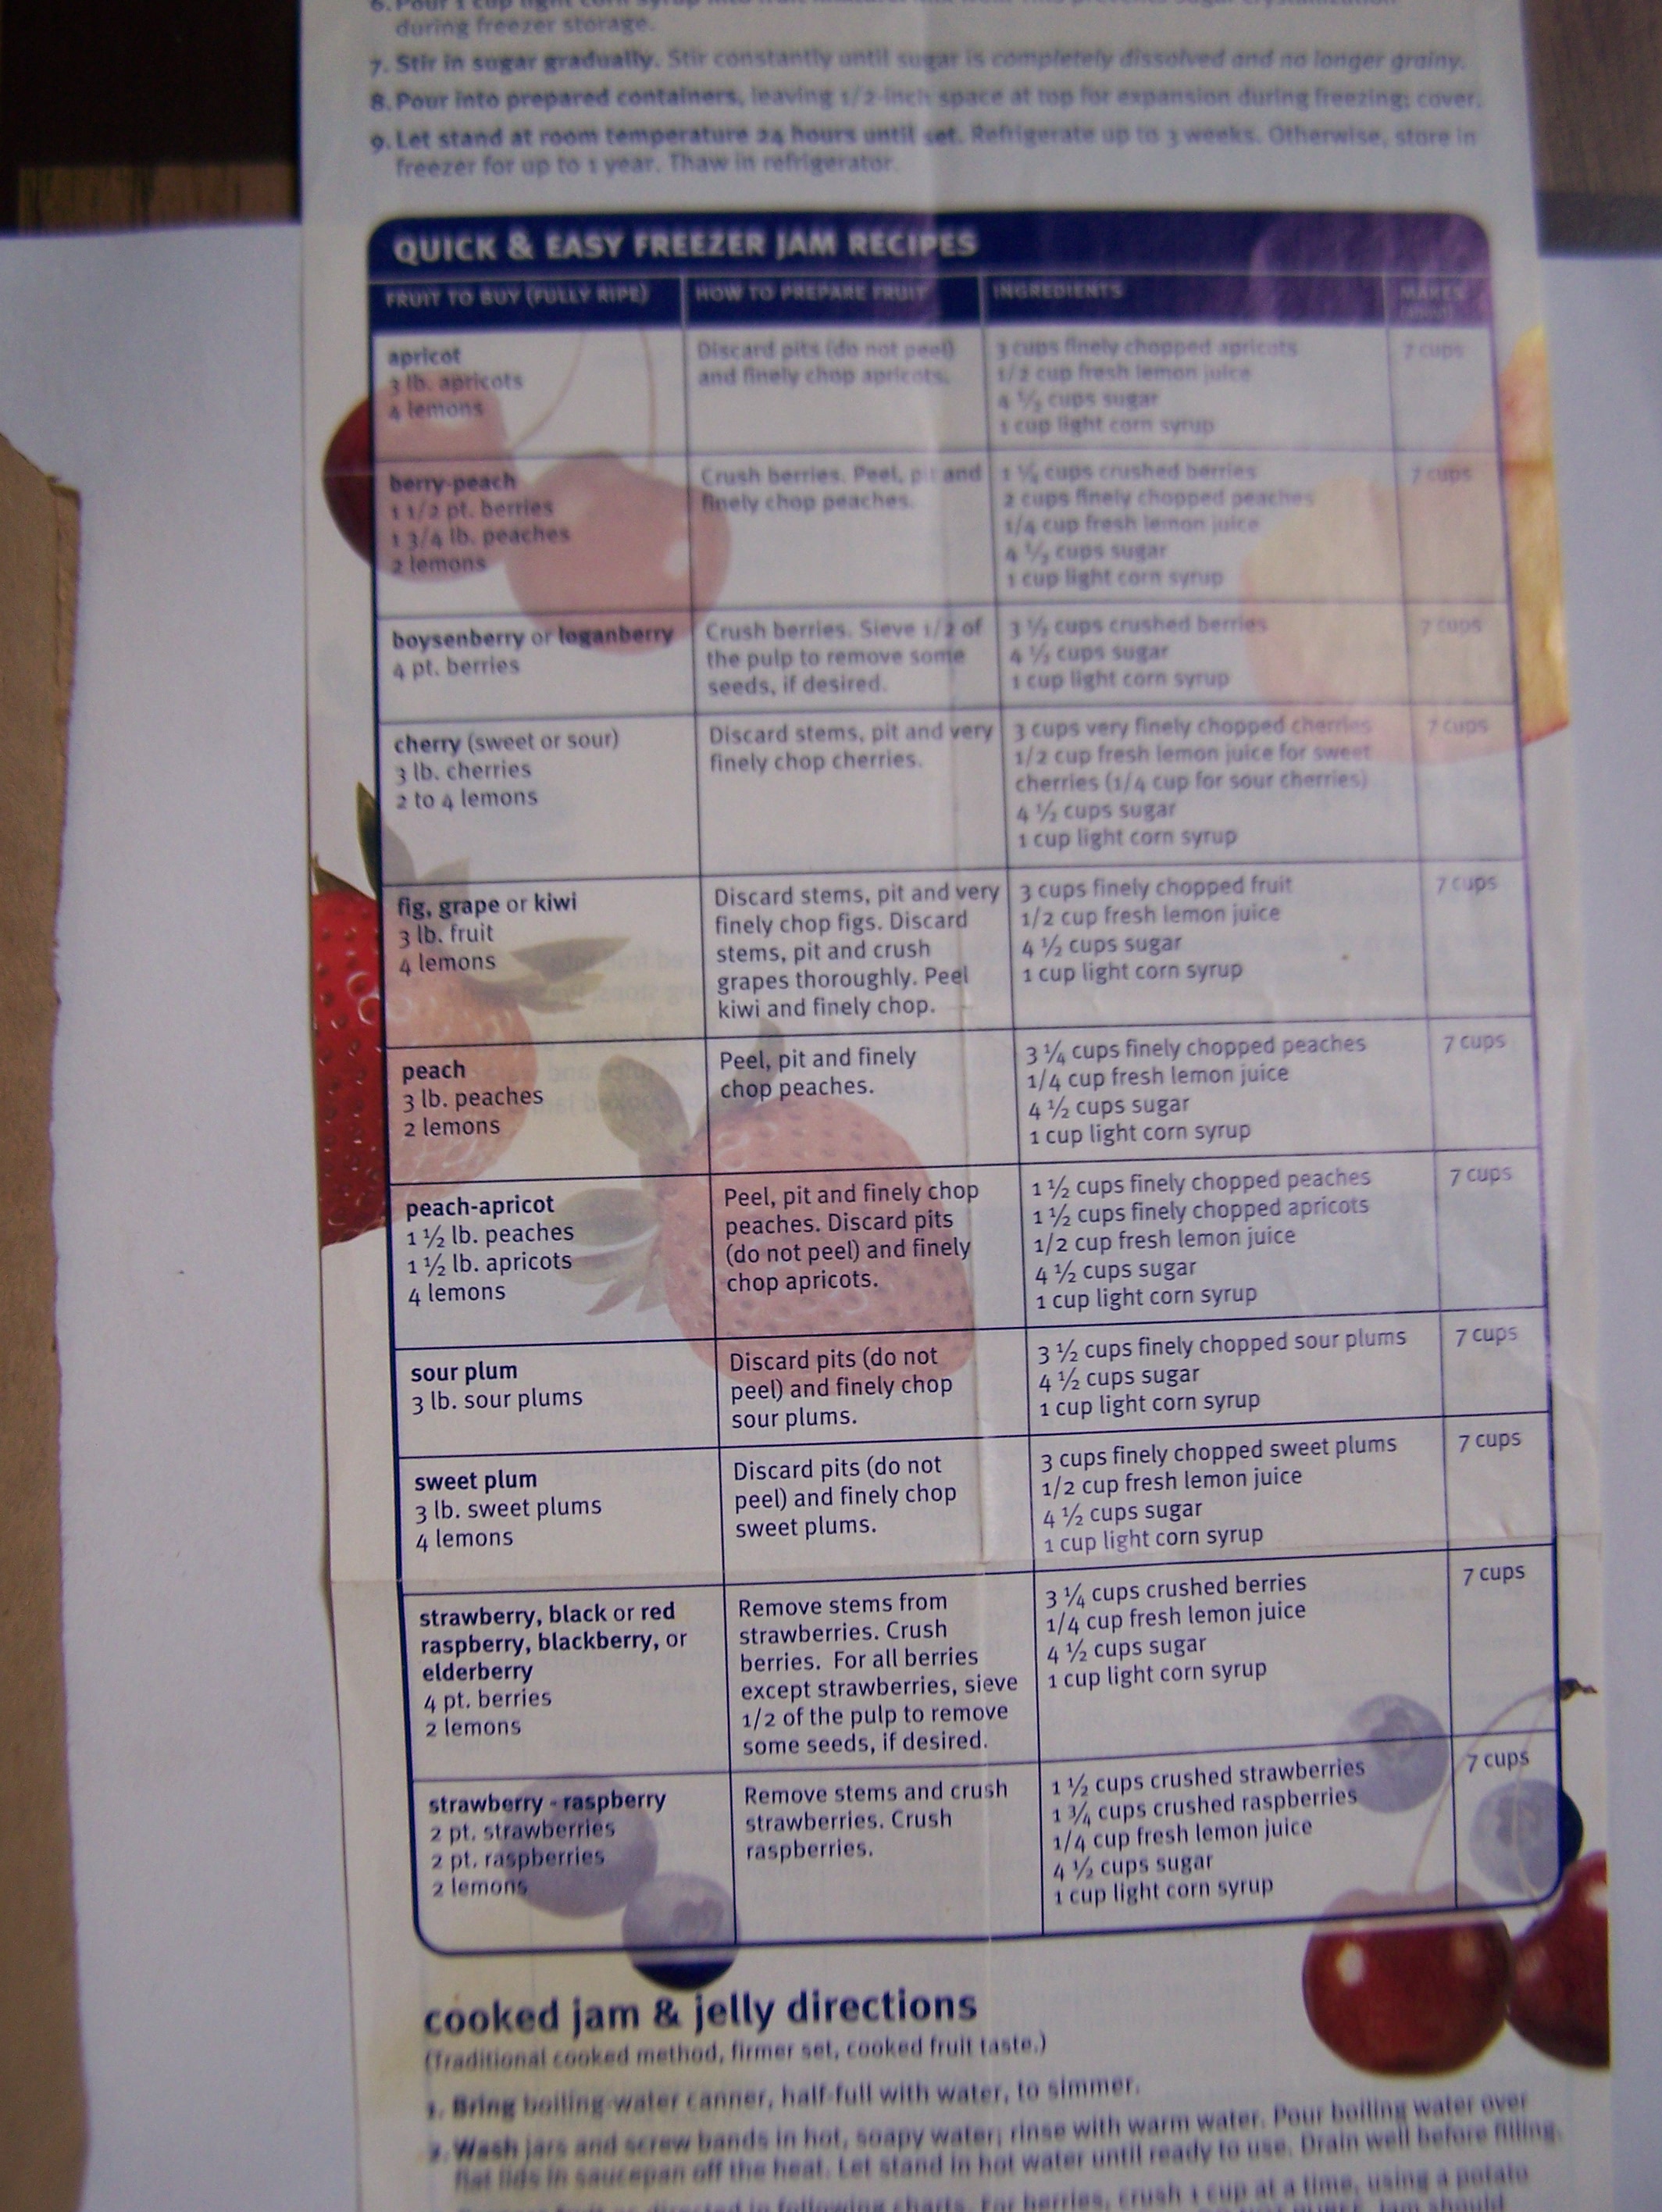 during freezer storage.
7. Stir in sugar gradually. Stir constantly until sugar is completely dissolved and no longer grainy.
8. Pour into prepared containers, leaving 1/2-inch space at top for expansion during freezing; cover.
9. Let stand at room temperature 24 hours until set. Refrigerate up to 3 weeks. Otherwise, store in
freezer for up to 1 year. Thaw in refrigerator.
QUICK & EASY FREEZER JAM RECIPES
FRUIT TO BUY (FULLY RIPE)
HOW TO PREPARE FRUIT
INGREDIENTS
MAKES
apricot
3 lb. apricots
4 lemons
Discard pits (do not peel)
and finely chop apricots.
3 cups finely chopped apricots
1/2 cup fresh lemon juice
4 ½ cups sugar
1 cup light corn syrup
7 cups
berry-peach
1 1/2 pt. berries
1 3/4 lb. peaches
2 lemons
Crush berries. Peel, pit and
finely chop peaches.
cups crushed berries
2 cups finely chopped peaches
1/4 cup fresh lemon juice
4 ½ cups sugar
1 cup light corn syrup
7 cups
boysenberry or loganberry
4 pt. berries
Crush berries. Sieve 1/2 of
the pulp to remove some
seeds, if desired.
3 ½ cups crushed berries
4 ½ cups sugar
1 cup light corn syrup
7 cups
cherry (sweet or sour)
3 lb. cherries
2 to 4 lemons
Discard stems, pit and very
finely chop cherries.
3 cups very finely chopped cherries
1/2 cup fresh lemon juice for sweet
cherries (1/4 cup for sour cherries)
4 ½ cups sugar
1 cup light corn syrup
7 cups
fig, grape or kiwi
3 lb. fruit
4 lemons
Discard stems, pit and very
finely chop figs. Discard
stems, pit and crush
grapes thoroughly. Peel
kiwi and finely chop.
3 cups finely chopped fruit
1/2 cup fresh lemon juice
4 ½ cups sugar
1 cup light corn syrup
7 cups
peach
3 lb. peaches
2 lemons
Peel, pit and finely
chop peaches.
3 ¼ cups finely chopped peaches
1/4 cup fresh lemon juice
4 ½ cups sugar
1 cup light corn syrup
7 cups
peach-apricot
1 ½ lb. peaches
1 ½ lb. apricots
4 lemons
Peel, pit and finely chop
peaches. Discard pits
(do not peel) and finely
chop apricots.
1 ½ cups finely chopped peaches
1 ½ cups finely chopped apricots
1/2 cup fresh lemon juice
4 ½ cups sugar
1 cup light corn syrup
7 cups
sour plum
3 lb. sour plums
Discard pits (do not
peel) and finely chop
sour plums.
3 ½ cups finely chopped sour plums
4 ½ cups sugar
1 cup light corn syrup
7 cups
sweet plum
3 lb. sweet plums
4 lemons
Discard pits (do not
peel) and finely chop
sweet plums.
3 cups finely chopped sweet plums
1/2 cup fresh lemon juice
4 ½ cups sugar
1 cup light corn syrup
7 cups
strawberry, black or red
raspberry, blackberry, or
elderberry
4 pt. berries
2 lemons
Remove stems from
strawberries. Crush
berries. For all berries
except strawberries, sieve
1/2 of the pulp to remove
some seeds, if desired.
3 ¼ cups crushed berries
1/4 cup fresh lemon juice
4 ½ cups sugar
1 cup light corn syrup
7 cups
strawberry - raspberry
2 pt. strawberries
2 pt. raspberries
2 lemons
Remove stems and crush
strawberries. Crush
raspberries.
1 ½ cups crushed strawberries
1 ¾ cups crushed raspberries
1/4 cup fresh lemon juice
4 ½ cups sugar
1 cup light corn syrup
7 cups
cooked jam & jelly directions
(Traditional cooked method, firmer set, cooked fruit taste.)
1. Bring boiling-water canner, half-full with water, to simmer.
2. Wash jars and screw bands in hot, soapy water; rinse with warm water. Pour boiling water over
flat lids in saucepan off the heat. Let stand in hot water until ready to use. Drain well before filling.
fruit as directed in following charts. For berries, crush 1 cup at a time, using a potato